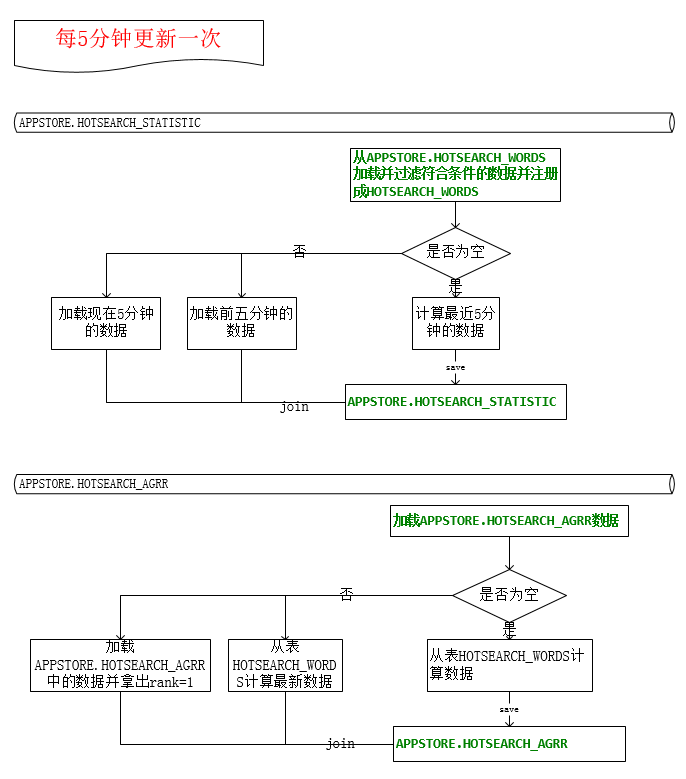 每5分钟更新一次
APPSTORE.HOTSEARCH_STATISTIC
从APPSTORE.HOTSEARCH_WORDS
加载并过滤符合条件的数据并注册
成HOTSEARCH_WORDS
是否为空
否
是
加载现在5分钟
的数据
加载前五分钟的
数据
计算最近5分
钟的数据
save
join
APPSTORE.HOTSEARCH_STATISTIC
APPSTORE.HOTSEARCH_AGRR
加载APPSTORE.HOTSEARCH_AGRR数据
是否为空
否
是
加载
APPSTORE.HOTSEARCH_AGRR
中的数据并拿出rank=1
从表
HOTSEARCH_WORD
S计算最新数据
从表HOTSEARCH_WORDS计
算数据
save
join
APPSTORE.HOTSEARCH_AGRR